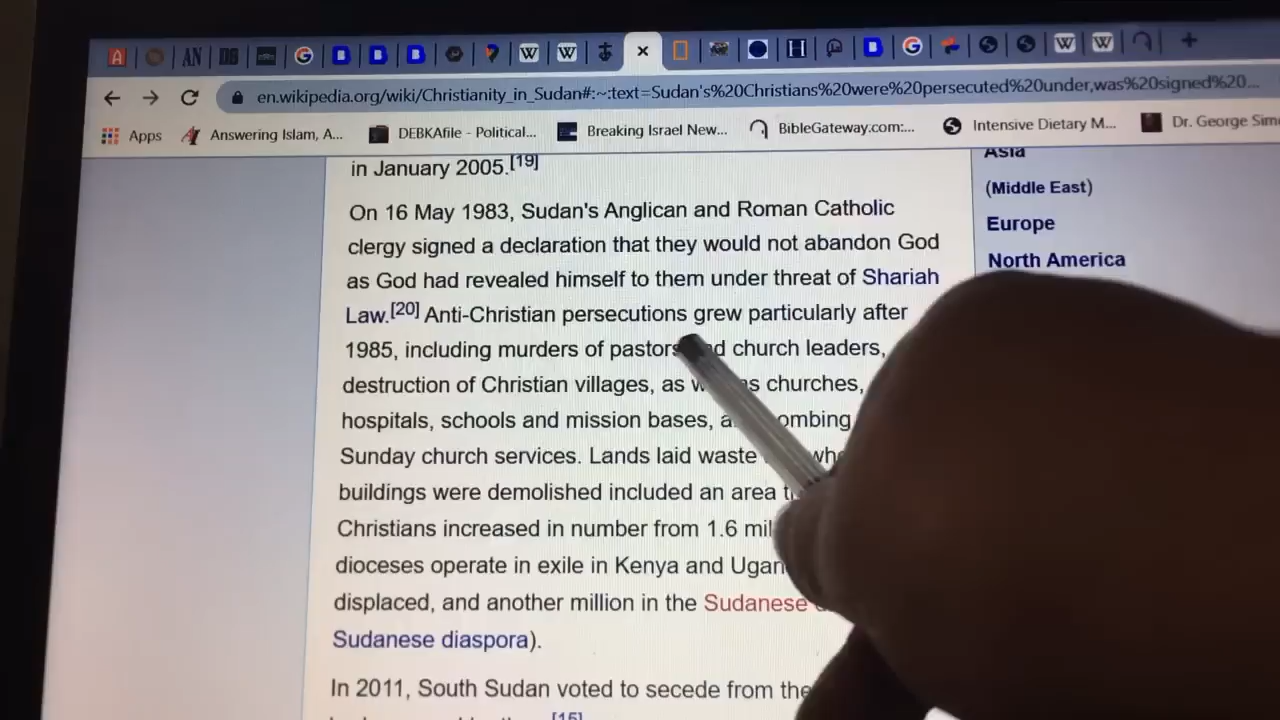 A AN DS G B B B W W × H B G W W +
en.wikipedia.org/wiki/Christianity_in_Sudan#:~:text=Sudan's%20Christians%20were%20persecuted%20under,was%20signed%20...
Apps Answering Islam, A... DEBKAfile - Political... Breaking Israel New... BibleGateway.com:... Intensive Dietary M... Dr. George Sim
in January 2005.[19]
On 16 May 1983, Sudan's Anglican and Roman Catholic
clergy signed a declaration that they would not abandon God
as God had revealed himself to them under threat of Shariah
Law.[20] Anti-Christian persecutions grew particularly after
1985, including murders of pastors church leaders,
destruction of Christian villages, as churches,
hospitals, schools and mission bases,
Sunday church services. Lands laid waste
buildings were demolished included an area
Christians increased in number from 1.6
dioceses operate in exile in Kenya and
displaced, and another million in the Sudanese
Sudanese diaspora).
In 2011, South Sudan voted to secede from the
[15]
Asia
(Middle East)
Europe
North America